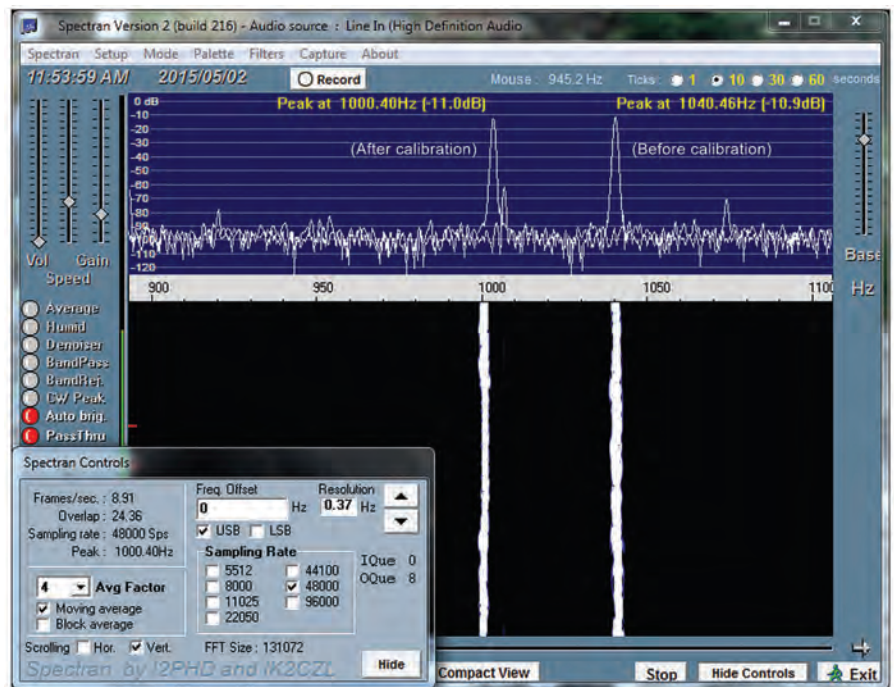 Spectran Version 2 (build 216) - Audio source : Line In (High Definition Audio
Spectran Setup Mode Palette Filters Capture About
11:53:59 AM 2015/05/02 Record Mouse: 945.2 Hz Ticks: 1 10 30 60 seconds
0 dB
Peak at 1000.40Hz (-11.0dB) Peak at 1040.46Hz (-10.9dB)
-10
-20
-30
(After calibration) (Before calibration)
-40
-50
-60
-70
-80
-90
-100
-110
-120
Vol Gain
Speed
Base
900 950 1000 1050 1100 Hz
Average
Humid
Denoiser
BandPass
BandRej.
CW Peak
Auto brig.
PassThru
Spectran Controls
Frames/sec. : 8.91
Overlap : 24.36
Sampling rate : 48000 Sps
Peak : 1000.40Hz
4 Avg Factor
Moving average
Block average
Freq. Offset
0 Hz
Resolution
0.37 Hz
USB LSB
Sampling Rate
5512 44100
8000 48000
11025 96000
22050
IQue 0
OQue 8
Scrolling Hor. Vert. FFT Size : 131072
Spectran by I2PHD and IK2CZL
Hide
Compact View Stop Hide Controls Exit